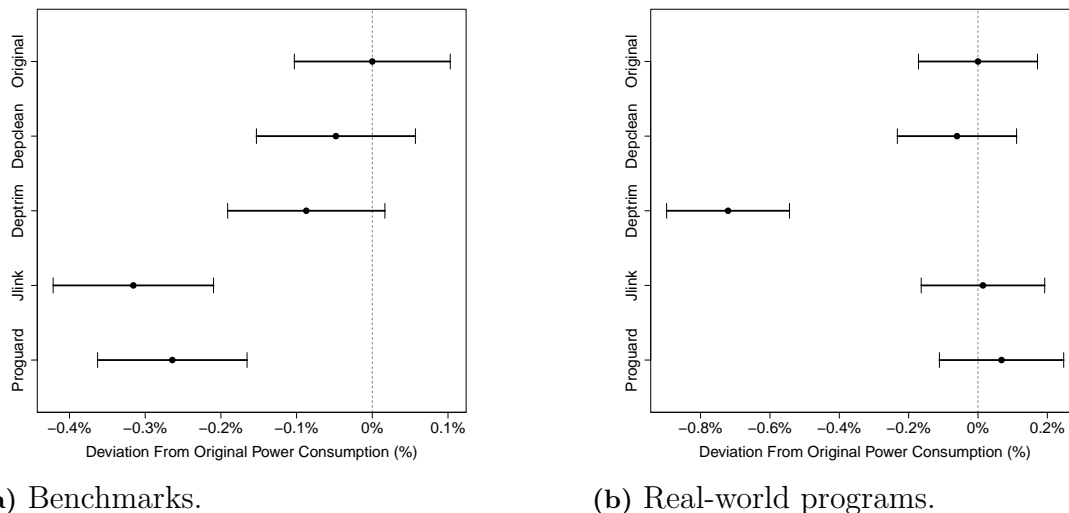 Original
Depclean
Deptrim
Jlink
Proguard
−0.4% −0.3% −0.2% −0.1% 0% 0.1%
Deviation From Original Power Consumption (%)
) Benchmarks.
Original
Depclean
Deptrim
Jlink
Proguard
−0.8% −0.6% −0.4% −0.2% 0% 0.2%
Deviation From Original Power Consumption (%)
(b) Real-world programs.